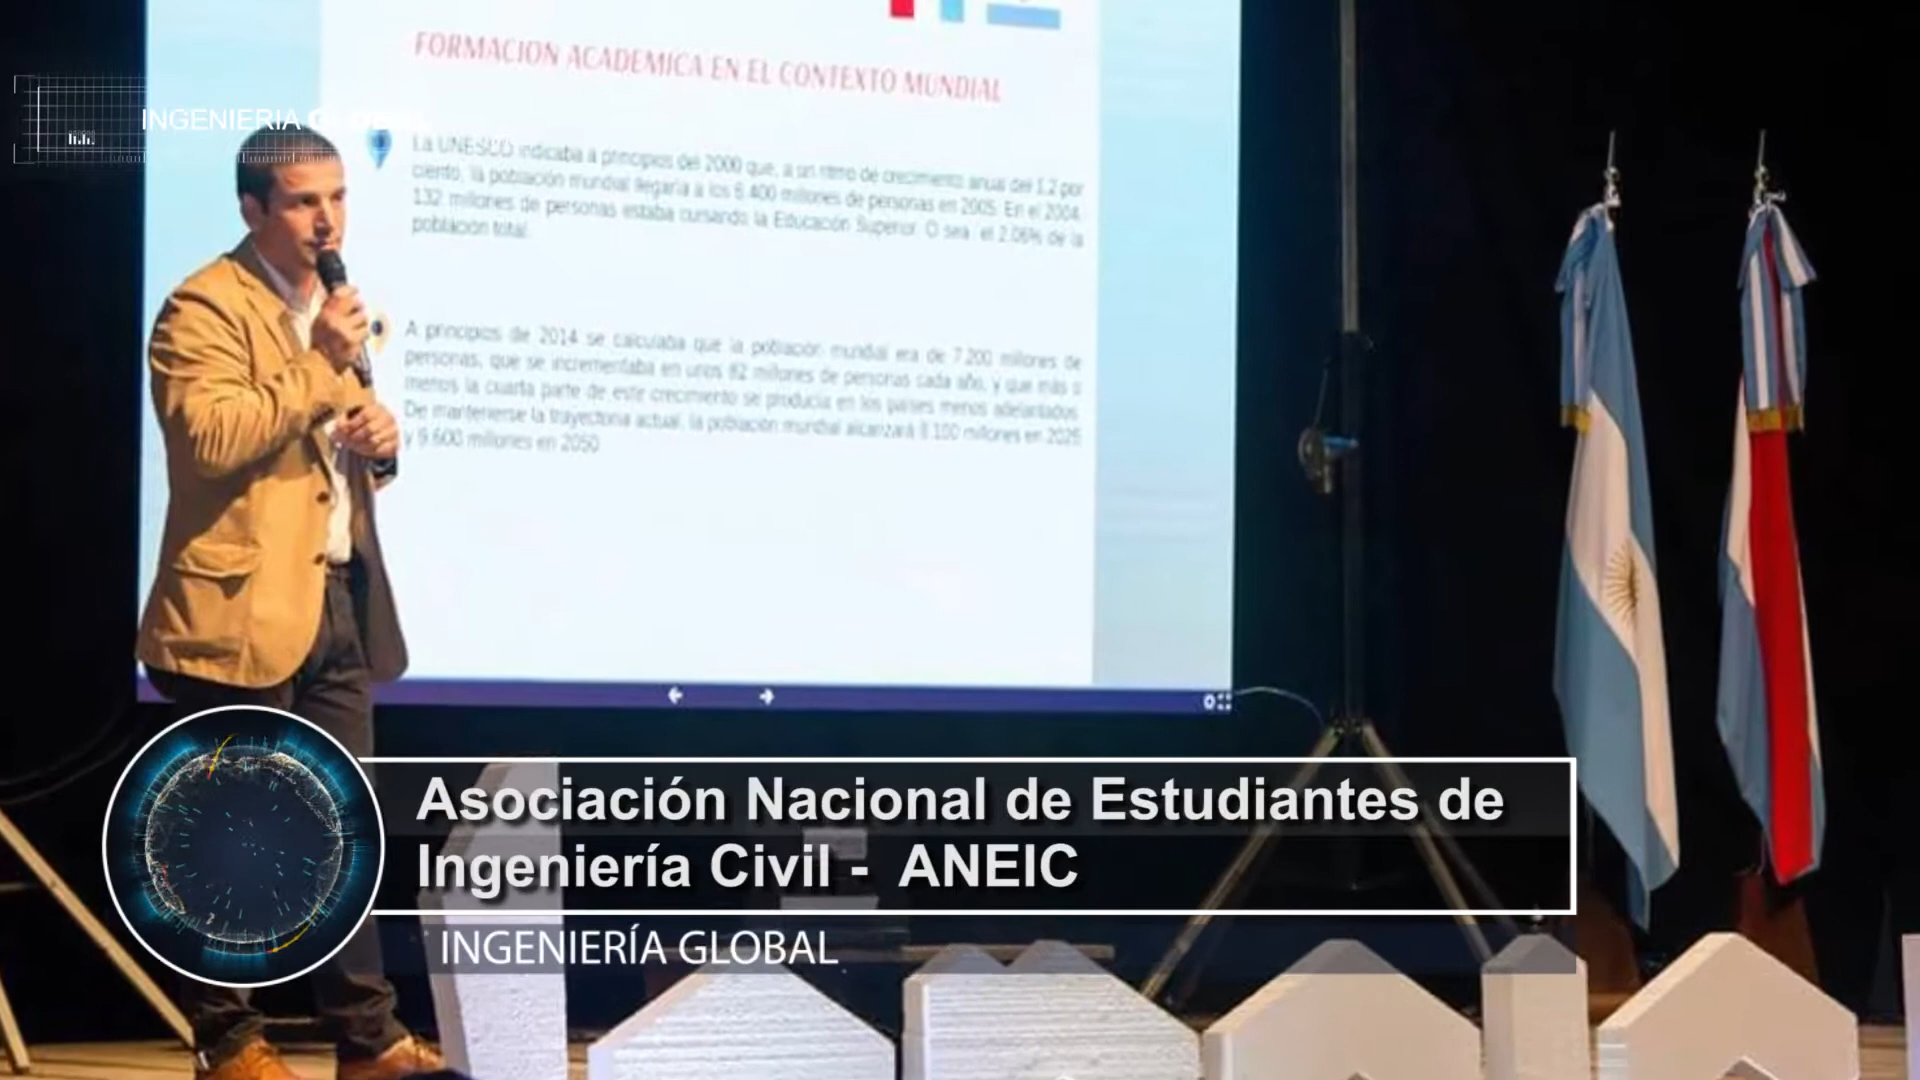 FORMACION ACADEMICA EN EL CONTEXTO MUNDIAL
INGENIERIA GLOBAL
La UNESCO indicaba a principios del 2000 que, a un ritmo de crecimiento anual del 1.2 por
ciento, la población mundial llegaría a los 6.400 millones de personas en 2005. En el 2004,
132 millones de personas estaba cursando la Educación Superior. O sea, el 2.06% de la
población total.
A principios de 2014 se calculaba que la población mundial era de 7.200 millones de
personas, que se incrementaba en unos 82 millones de personas cada año, y que más o
menos la cuarta parte de este crecimiento se producía en los países menos adelantados.
De mantenerse la trayectoria actual, la población mundial alcanzará 8.100 millones en 2025
y 9.600 millones en 2050
Asociación Nacional de Estudiantes de
Ingeniería Civil - ANEIC
INGENIERÍA GLOBAL